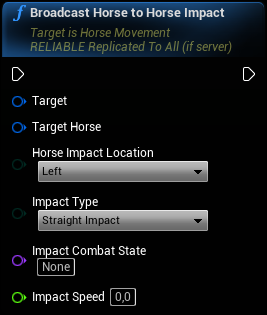 f Broadcast Horse to Horse Impact
Target is Horse Movement
RELIABLE Replicated To All (if server)
Target
Target Horse
Horse Impact Location
Left
Impact Type
Straight Impact
Impact Combat State
None
Impact Speed 0,0